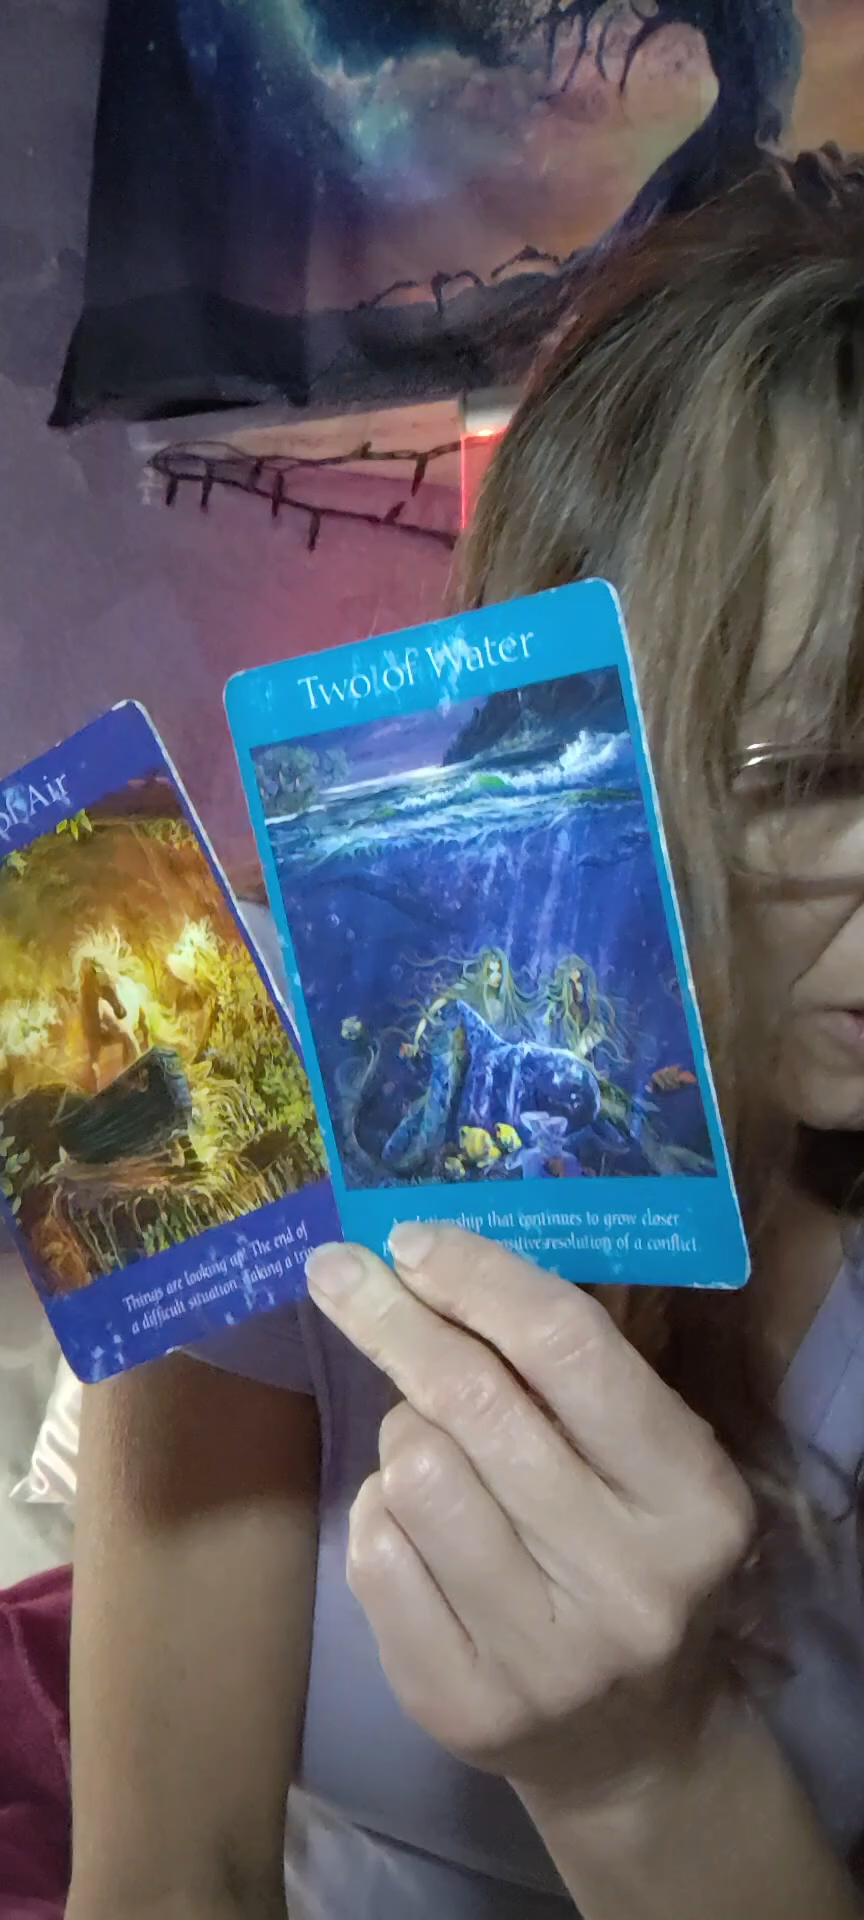 Two of Water
of Air
Things are looking up! The end of
a difficult situation. Taking a trip
relationship that continues to grow closer
positive resolution of a conflict.